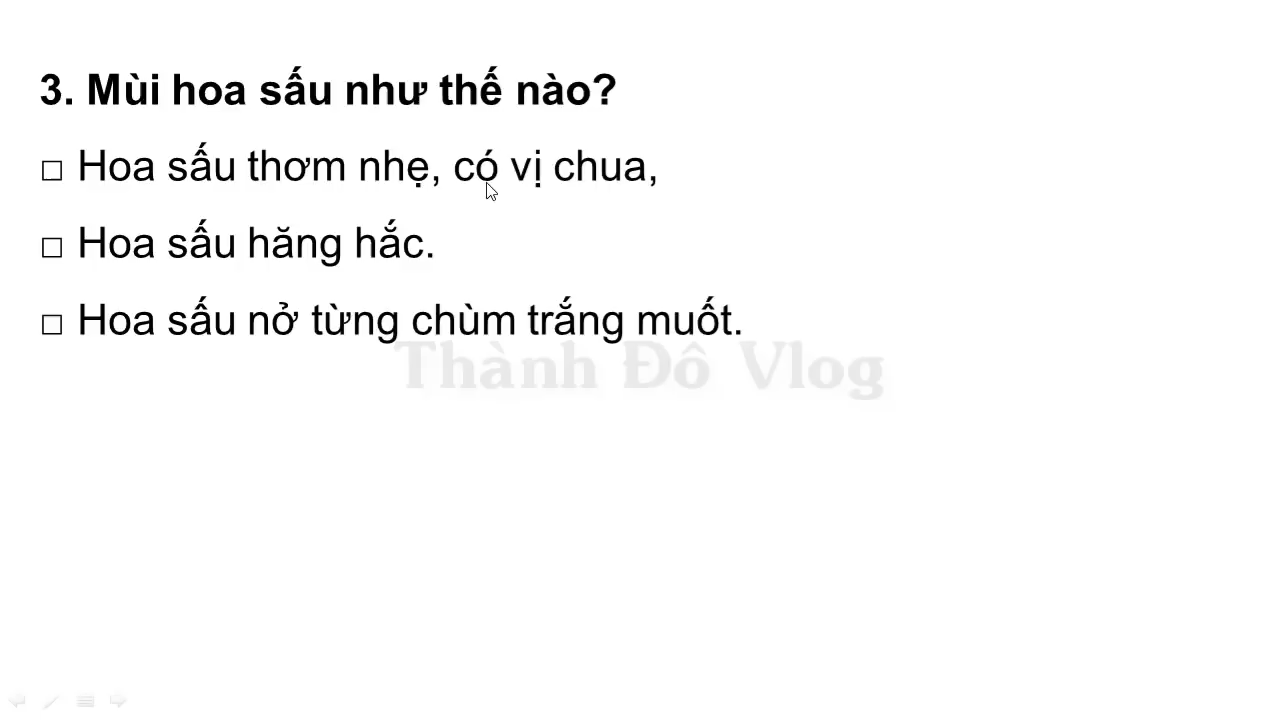 3. Mùi hoa sấu như thế nào?
□ Hoa sấu thơm nhẹ, có vị chua,
□ Hoa sấu hăng hắc.
□ Hoa sấu nở từng chùm trắng muốt.
Thành Đô Vlog